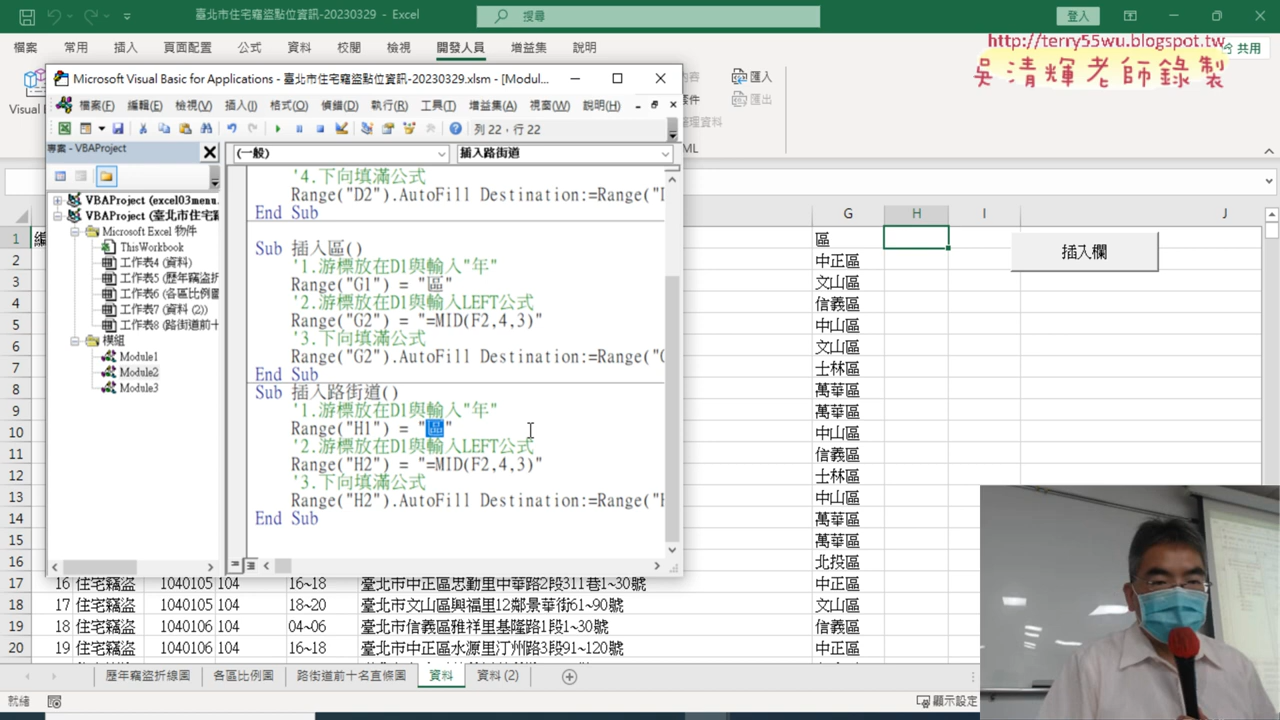 臺北市住宅竊盜點位資訊-20230329 - Excel
搜尋
登入
檔案 常用 插入 頁面配置 公式 資料 校閱 檢視 開發人員 增益集 說明
http://terry55wu.blogspot.tw
共用
吳清輝老師錄製
Microsoft Visual Basic for Applications - 臺北市住宅竊盜點位資訊-20230329.xlsm - [Modul...
匯入
匯出
檔案(F) 編輯(E) 檢視(V) 插入(I) 格式(O) 偵錯(D) 執行(R) 工具(T) 增益集(A) 視窗(W) 說明(H)
列 22，行 22
專案 - VBAProject
(一般)
插入路街道
VBAProject (excel03menu.
VBAProject (臺北市住宅竊
Microsoft Excel 物件
ThisWorkbook
工作表4 (資料)
工作表5 (歷年竊盜折
工作表6 (各區比例圖
工作表7 (資料 (2))
工作表8 (路街道前十
模組
Module1
Module2
Module3
'4.下向填滿公式
Range("D2").AutoFill Destination:=Range("D
End Sub
Sub 插入區()
'1.游標放在D1與輸入"年"
Range("G1") = "區"
'2.游標放在D1與輸入LEFT公式
Range("G2") = "=MID(F2,4,3)"
'3.下向填滿公式
Range("G2").AutoFill Destination:=Range("G
End Sub
Sub 插入路街道()
'1.游標放在D1與輸入"年"
Range("H1") = "區"
'2.游標放在D1與輸入LEFT公式
Range("H2") = "=MID(F2,4,3)"
'3.下向填滿公式
Range("H2").AutoFill Destination:=Range("H
End Sub
G H I J
1 區
插入欄
2 中正區
3 文山區
4 信義區
5 中山區
6 文山區
7 士林區
8 萬華區
9 萬華區
10 中山區
11 信義區
12 士林區
13 中山區
14 萬華區
15 萬華區
16 北投區
17 16 住宅竊盜 1040105 104 16~18 臺北市中正區忠勤里中華路2段311巷1~30號 中正區
18 17 住宅竊盜 1040105 104 18~20 臺北市文山區興福里12鄰景華街61~90號 文山區
19 18 住宅竊盜 1040106 104 04~06 臺北市信義區雅祥里基隆路1段1~30號 信義區
20 19 住宅竊盜 1040106 104 16~18 臺北市中正區水源里汀州路3段91~120號 中正區
歷年竊盜折線圖 各區比例圖 路街道前十名直條圖 資料 資料 (2)
就緒
顯示設定